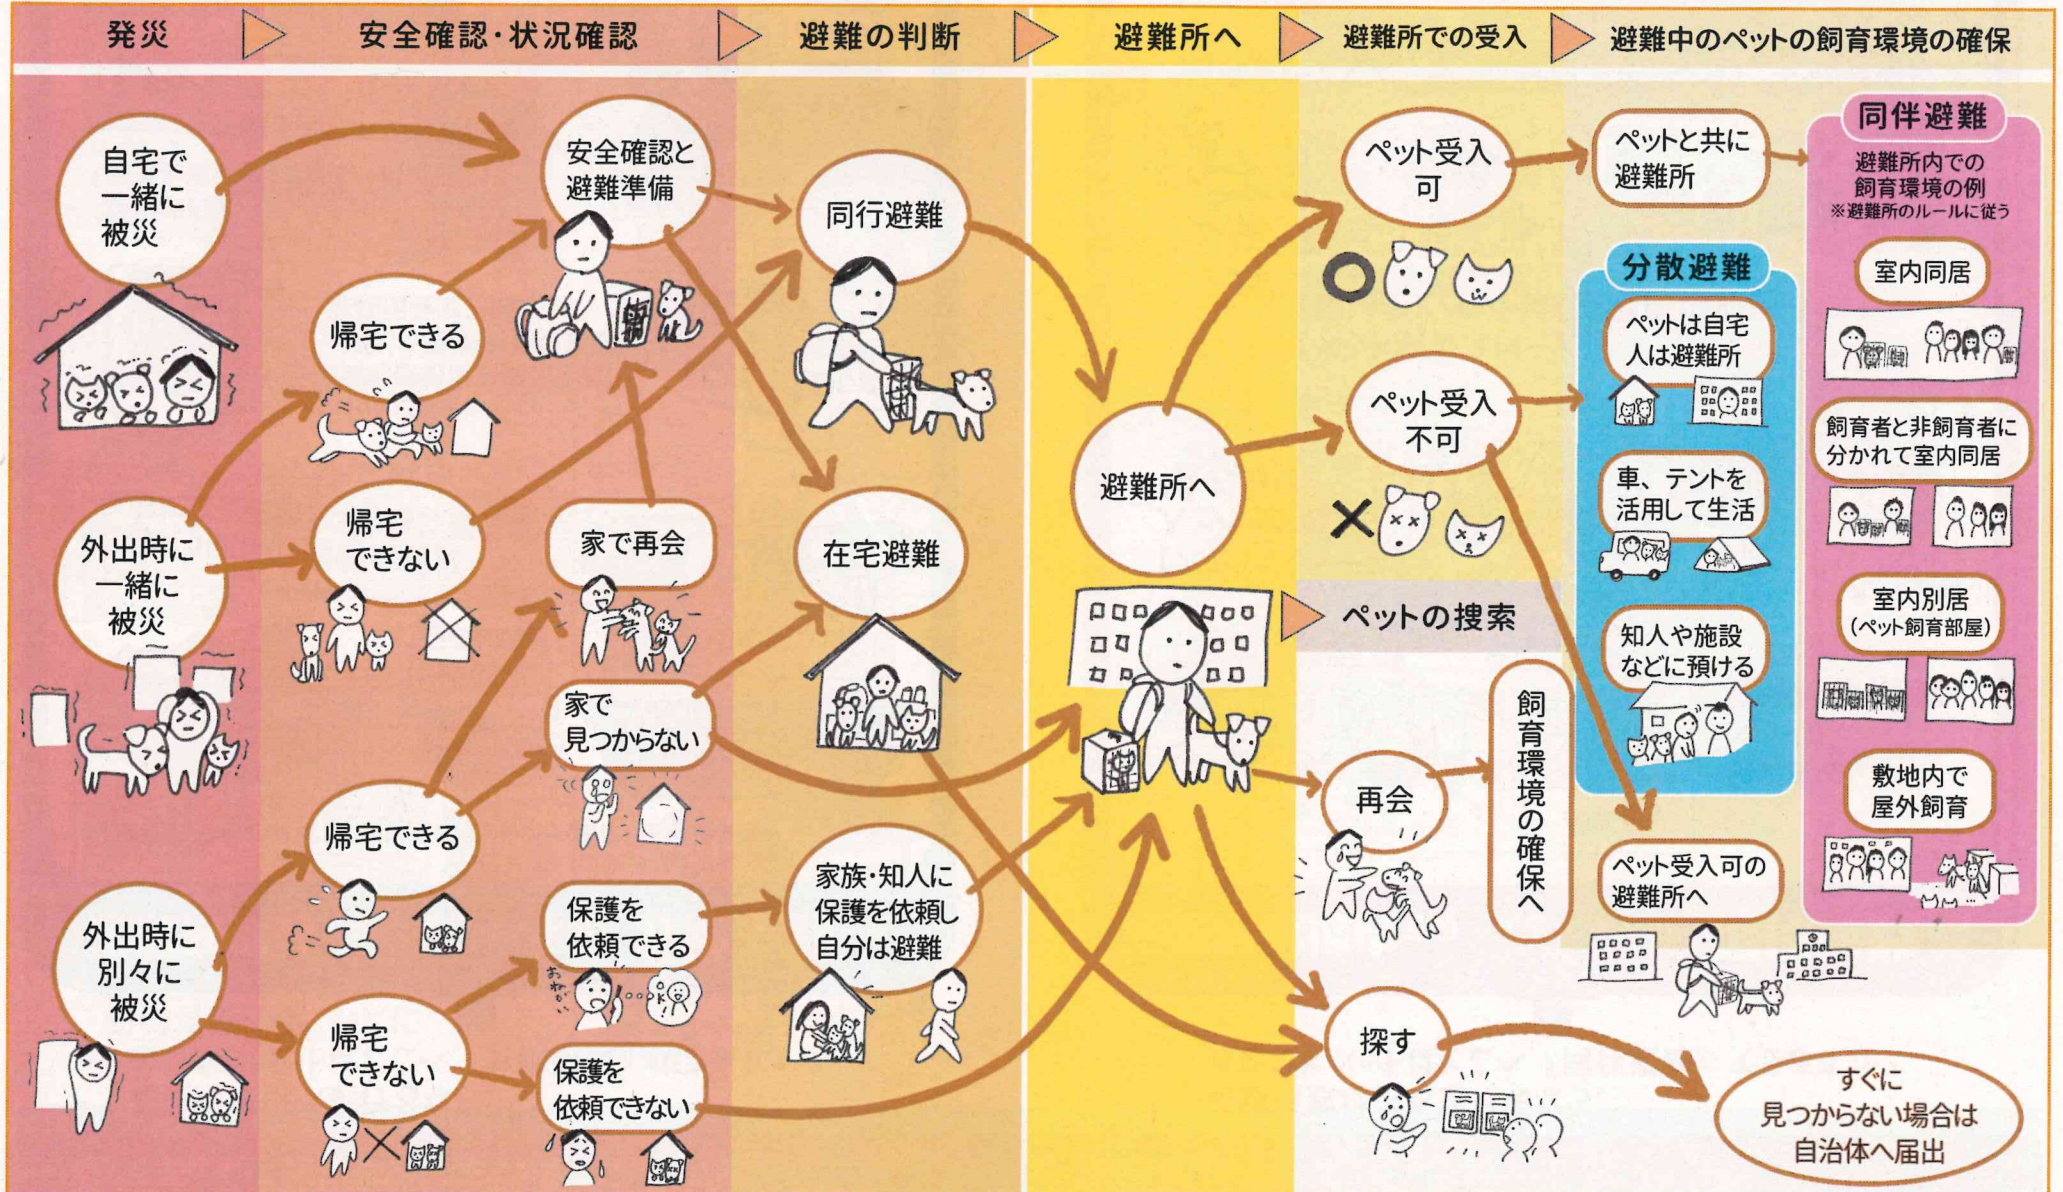 発災
安全確認・状況確認
避難の判断
避難所へ
避難所での受入
避難中のペットの飼育環境の確保
自宅で
一緒に
被災
外出時に
一緒に
被災
外出時に
別々に
被災
帰宅できる
帰宅
できない
帰宅できる
帰宅
できない
安全確認と
避難準備
家で再会
家で
見つからない
保護を
依頼できる
おねがい
OK
保護を
依頼できない
同行避難
在宅避難
家族・知人に
保護を依頼し
自分は避難
避難所へ
ペット受入
可
ペット受入
不可
ペットの捜索
再会
飼育環境の確保へ
探す
すぐに
見つからない場合は
自治体へ届出
ペットと共に
避難所
分散避難
ペットは自宅
人は避難所
車、テントを
活用して生活
知人や施設
などに預ける
ペット受入可の
避難所へ
同伴避難
避難所内での
飼育環境の例
※避難所のルールに従う
室内同居
飼育者と非飼育者に
分かれて室内同居
室内別居
(ペット飼育部屋)
敷地内で
屋外飼育